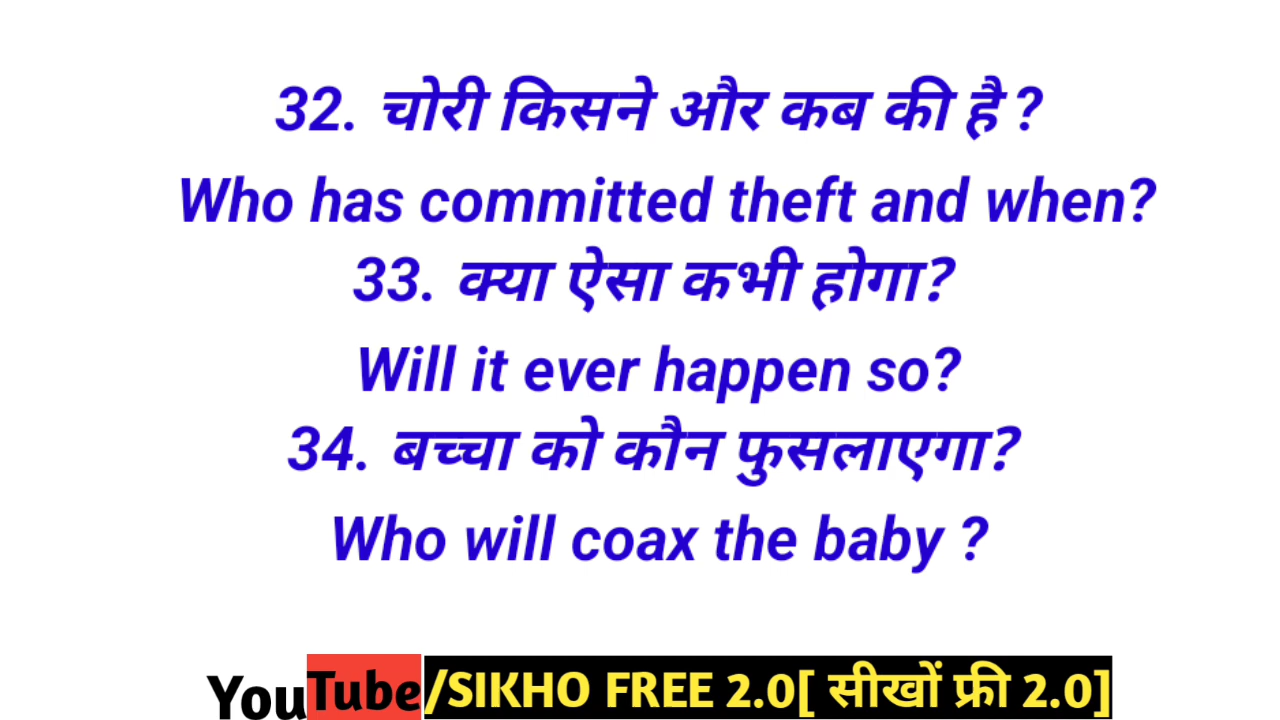 32. चोरी किसने और कब की है ?
Who has committed theft and when?
33. क्या ऐसा कभी होगा?
Will it ever happen so?
34. बच्चा को कौन फुसलाएगा?
Who will coax the baby ?
YouTube/SIKHO FREE 2.0[ सीखों फ्री 2.0]